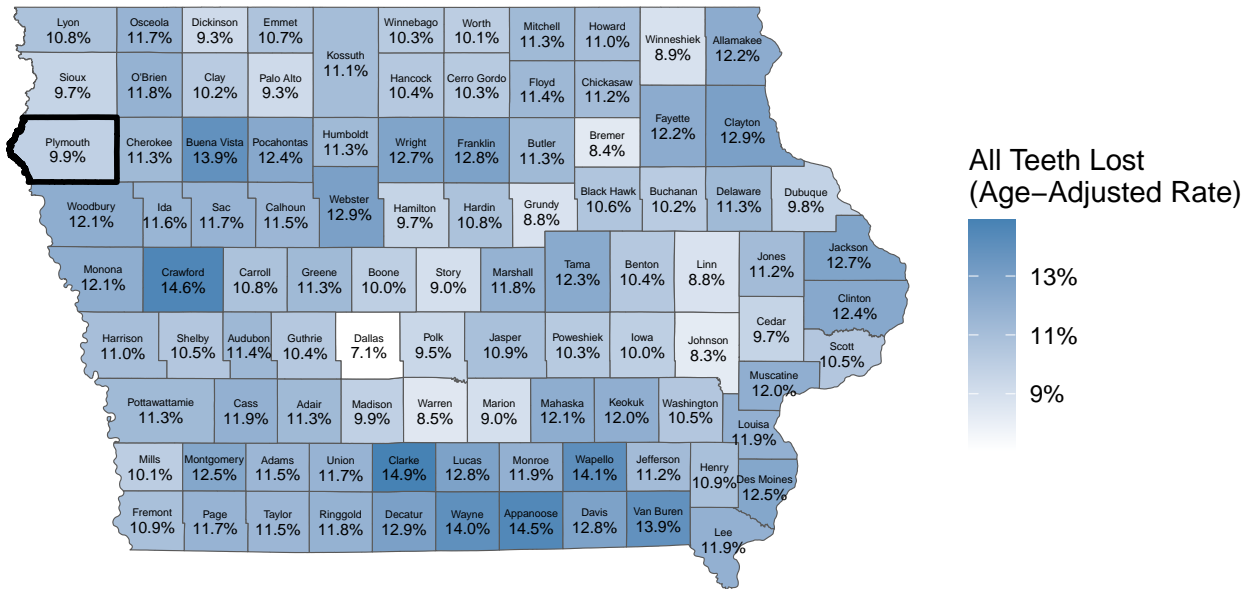 Lyon
10.8%
Osceola
11.7%
Dickinson
9.3%
Emmet
10.7%
Kossuth
11.1%
Winnebago
10.3%
Worth
10.1%
Mitchell
11.3%
Howard
11.0%
Winneshiek
8.9%
Allamakee
12.2%
Sioux
9.7%
O'Brien
11.8%
Clay
10.2%
Palo Alto
9.3%
Hancock
10.4%
Cerro Gordo
10.3%
Floyd
11.4%
Chickasaw
11.2%
Plymouth
9.9%
Cherokee
11.3%
Buena Vista
13.9%
Pocahontas
12.4%
Humboldt
11.3%
Wright
12.7%
Franklin
12.8%
Butler
11.3%
Bremer
8.4%
Fayette
12.2%
Clayton
12.9%
Woodbury
12.1%
Ida
11.6%
Sac
11.7%
Calhoun
11.5%
Webster
12.9%
Hamilton
9.7%
Hardin
10.8%
Grundy
8.8%
Black Hawk
10.6%
Buchanan
10.2%
Delaware
11.3%
Dubuque
9.8%
Monona
12.1%
Crawford
14.6%
Carroll
10.8%
Greene
11.3%
Boone
10.0%
Story
9.0%
Marshall
11.8%
Tama
12.3%
Benton
10.4%
Linn
8.8%
Jones
11.2%
Jackson
12.7%
Clinton
12.4%
Harrison
11.0%
Shelby
10.5%
Audubon
11.4%
Guthrie
10.4%
Dallas
7.1%
Polk
9.5%
Jasper
10.9%
Poweshiek
10.3%
Iowa
10.0%
Johnson
8.3%
Cedar
9.7%
Scott
10.5%
Muscatine
12.0%
Pottawattamie
11.3%
Cass
11.9%
Adair
11.3%
Madison
9.9%
Warren
8.5%
Marion
9.0%
Mahaska
12.1%
Keokuk
12.0%
Washington
10.5%
Louisa
11.9%
Mills
10.1%
Montgomery
12.5%
Adams
11.5%
Union
11.7%
Clarke
14.9%
Lucas
12.8%
Monroe
11.9%
Wapello
14.1%
Jefferson
11.2%
Henry
10.9%
Des Moines
12.5%
Fremont
10.9%
Page
11.7%
Taylor
11.5%
Ringgold
11.8%
Decatur
12.9%
Wayne
14.0%
Appanoose
14.5%
Davis
12.8%
Van Buren
13.9%
Lee
11.9%
All Teeth Lost
(Age−Adjusted Rate)
13%
11%
9%